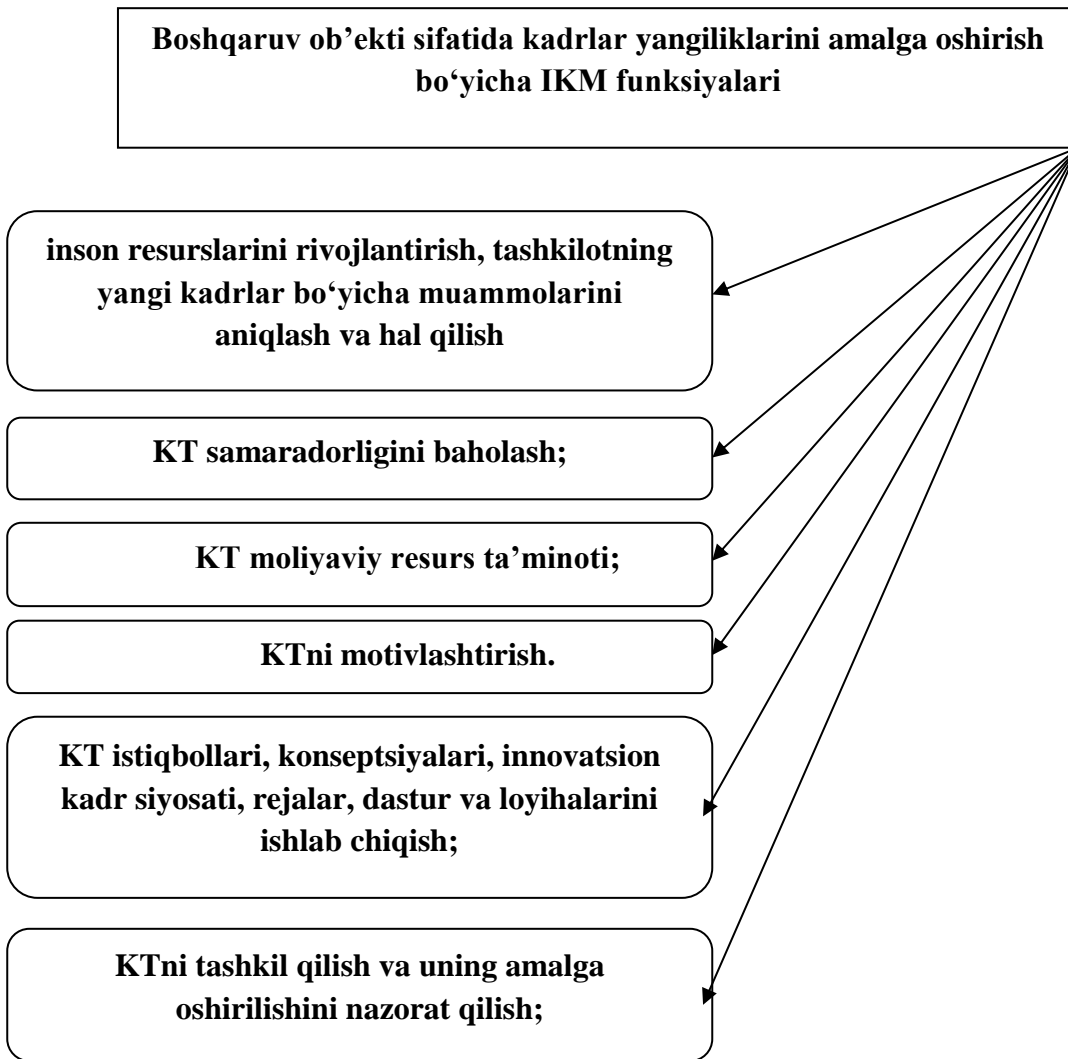 Boshqaruv ob’ekti sifatida kadrlar yangiliklarini amalga oshirish
bo‘yicha IKM funksiyalari
inson resurslarini rivojlantirish, tashkilotning
yangi kadrlar bo‘yicha muammolarini
aniqlash va hal qilish
KT samaradorligini baholash;
KT moliyaviy resurs ta’minoti;
KTni motivlashtirish.
KT istiqbollari, konseptsiyalari, innovatsion
kadr siyosati, rejalar, dastur va loyihalarini
ishlab chiqish;
KTni tashkil qilish va uning amalga
oshirilishini nazorat qilish;